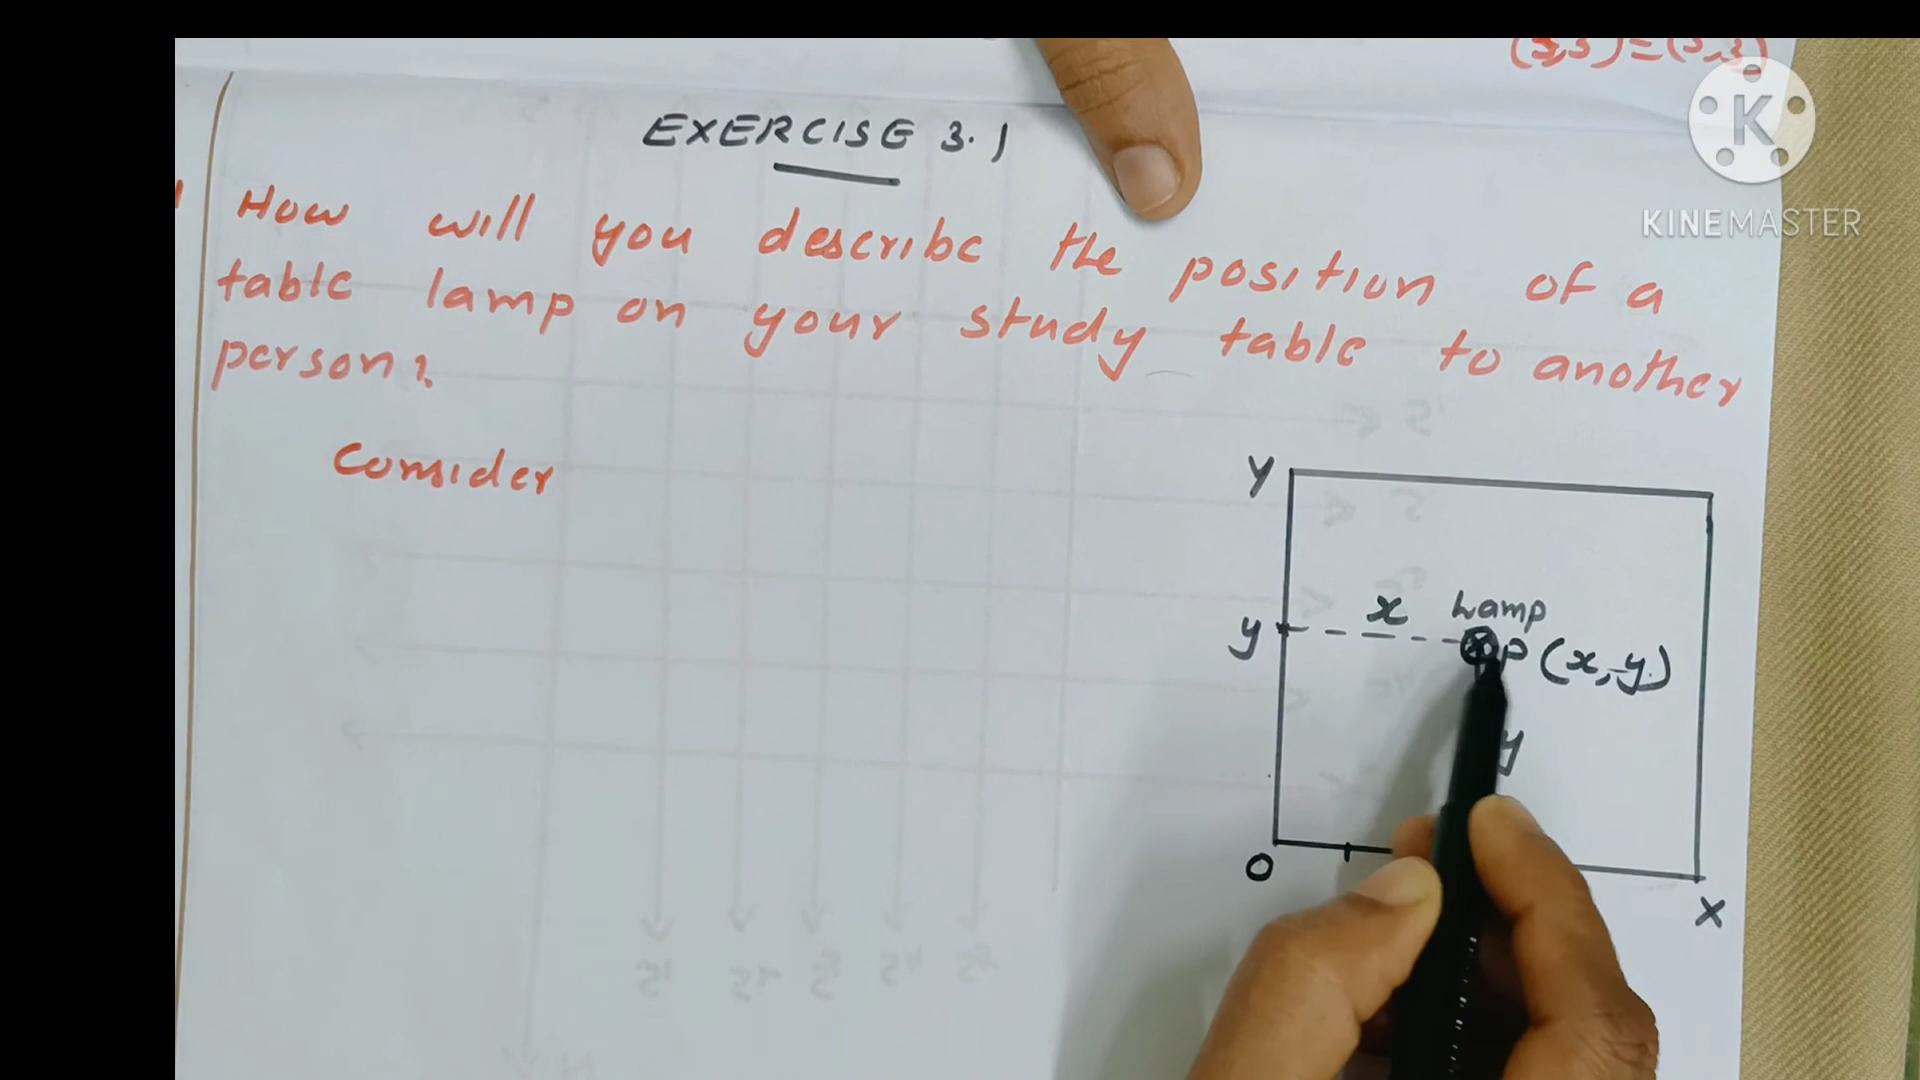 EXERCISE 3.1
How will you describe the position of a
table lamp on your study table to another
person?
Consider
Y
x Lamp
y P (x, y)
y
O
X
K
KINEMASTER